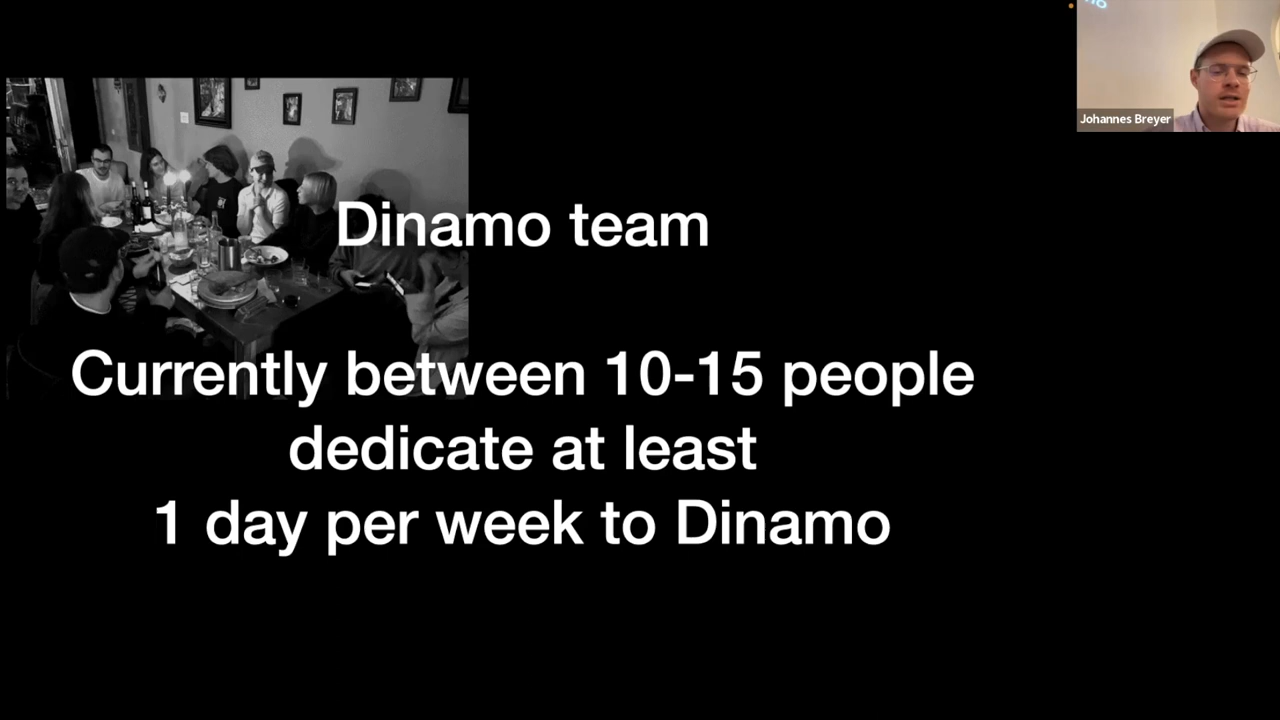 Dinamo team
Currently between 10-15 people
dedicate at least
1 day per week to Dinamo
Johannes Breyer